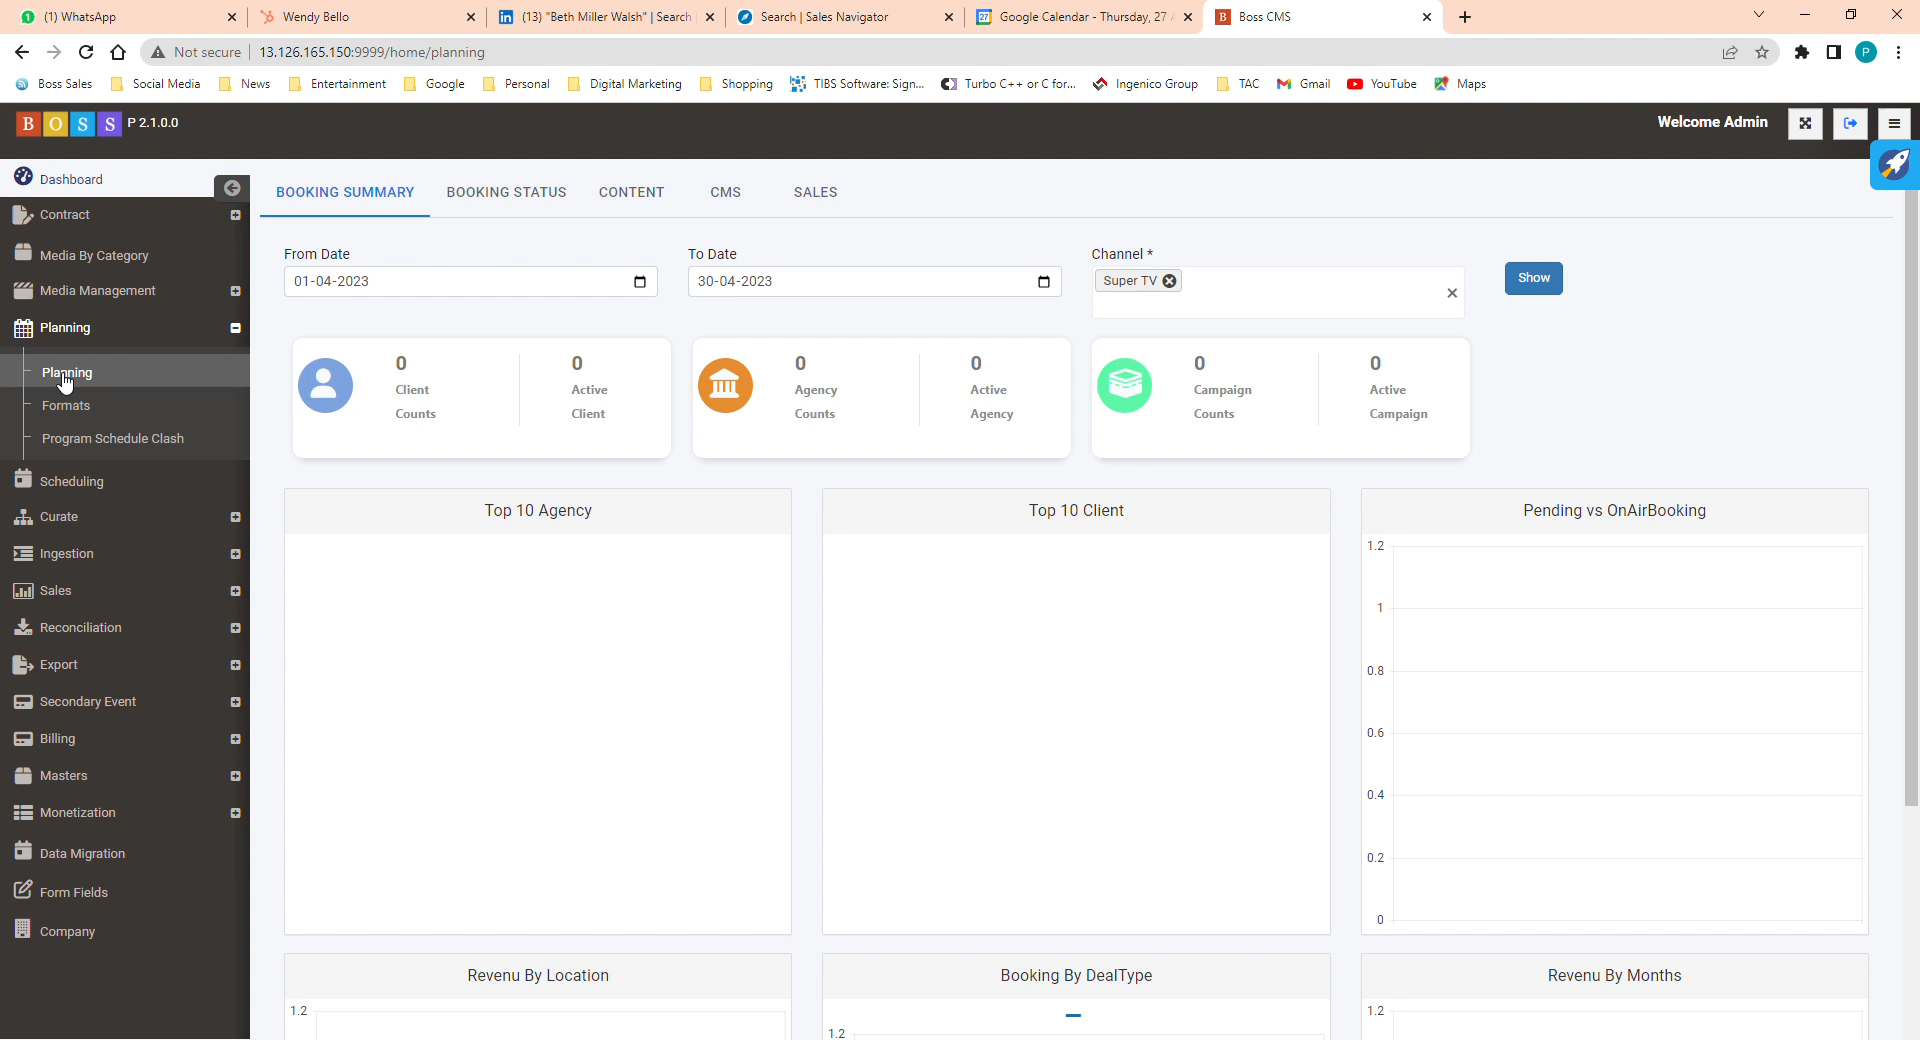 (1) WhatsApp
Wendy Bello
(13) "Beth Miller Walsh" | Search
Search | Sales Navigator
Google Calendar - Thursday, 27 A
Boss CMS
Not secure 13.126.165.150:9999/home/planning
P
Boss Sales
Social Media
News
Entertainment
Google
Personal
Digital Marketing
Shopping
TIBS Software: Sign...
Turbo C++ or C for...
Ingenico Group
TAC
Gmail
YouTube
Maps
BOSS P 2.1.0.0
Welcome Admin
Dashboard
Contract
Media By Category
Media Management
Planning
Planning
Formats
Program Schedule Clash
Scheduling
Curate
Ingestion
Sales
Reconciliation
Export
Secondary Event
Billing
Masters
Monetization
Data Migration
Form Fields
Company
BOOKING SUMMARY
BOOKING STATUS
CONTENT
CMS
SALES
From Date
01-04-2023
To Date
30-04-2023
Channel *
Super TV
Show
0
Client
Counts
0
Active
Client
0
Agency
Counts
0
Active
Agency
0
Campaign
Counts
0
Active
Campaign
Top 10 Agency
Top 10 Client
Pending vs OnAirBooking
1.2
1
0.8
0.6
0.4
0.2
0
Revenu By Location
1.2
Booking By DealType
1.2
Revenu By Months
1.2